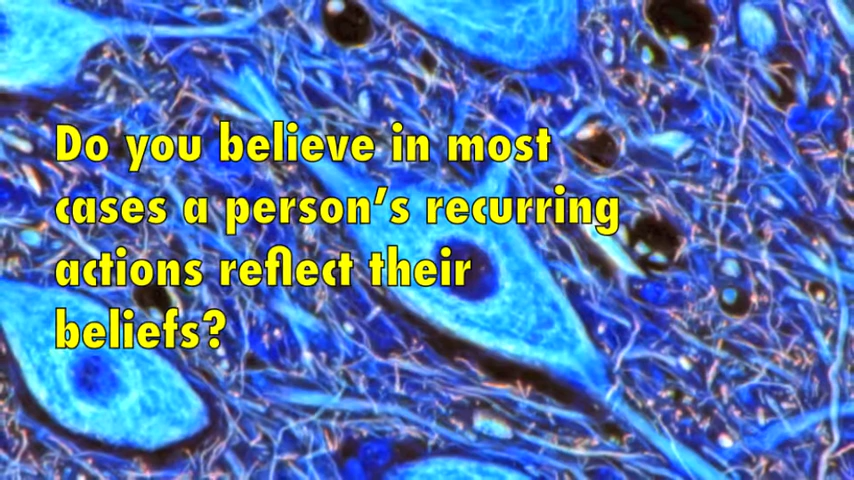 Do you believe in most
cases a person’s recurring
actions reflect their
beliefs?